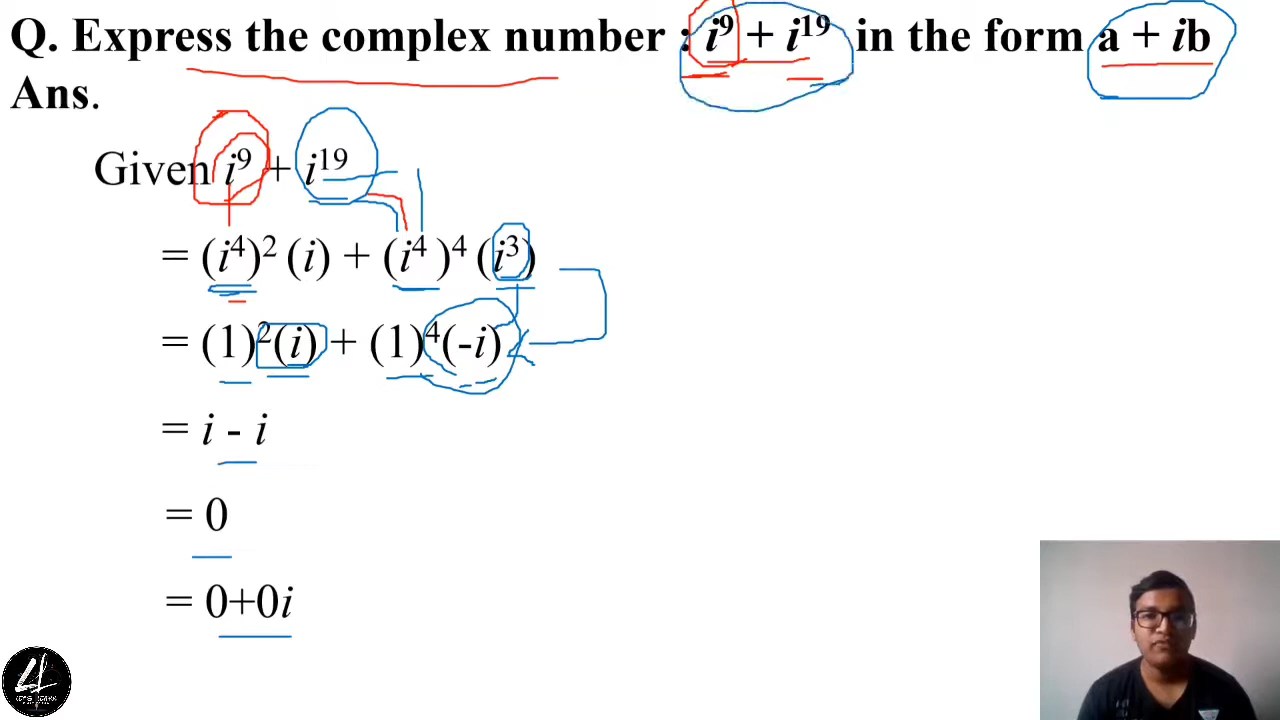 Q. Express the complex number : i⁹ + i¹⁹ in the form a + ib
Ans.
Given i⁹ + i¹⁹
= (i⁴)² (i) + (i⁴ )⁴ (i³)
= (1)²(i) + (1)⁴(-i)
= i - i
= 0
= 0+0i